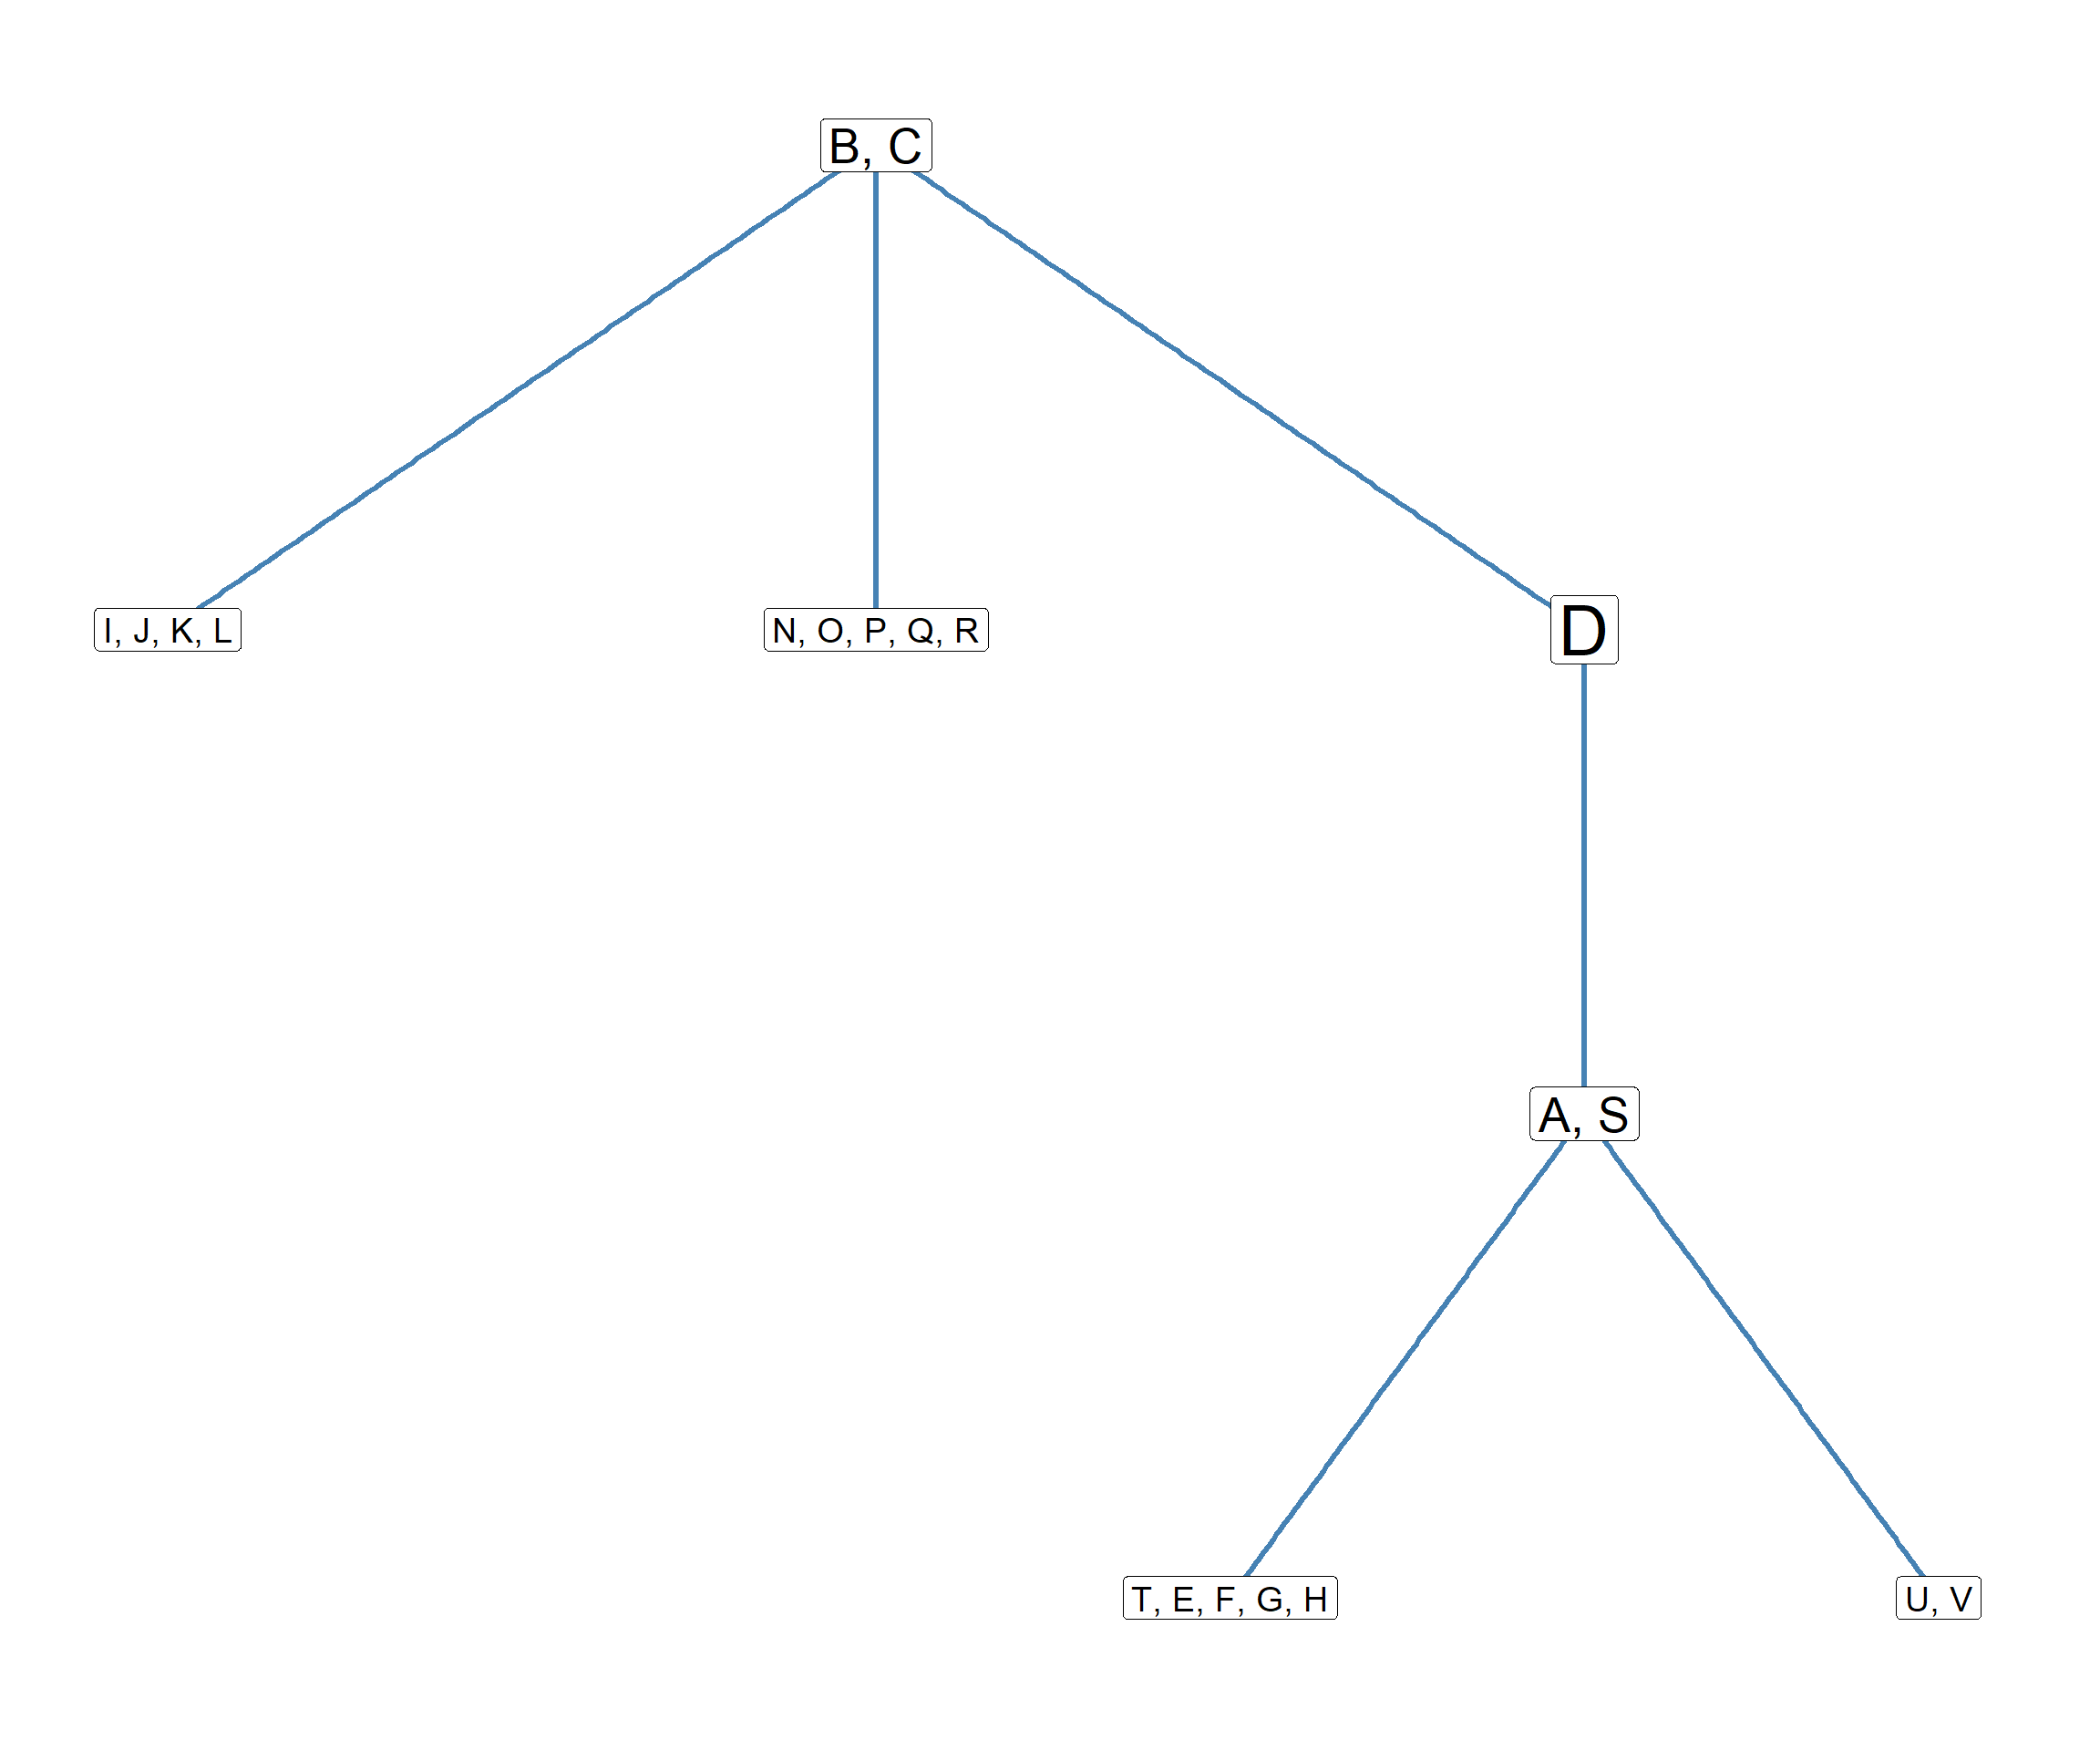 B, C
I, J, K, L
N, O, P, Q, R
D
A, S
T, E, F, G, H
U, V